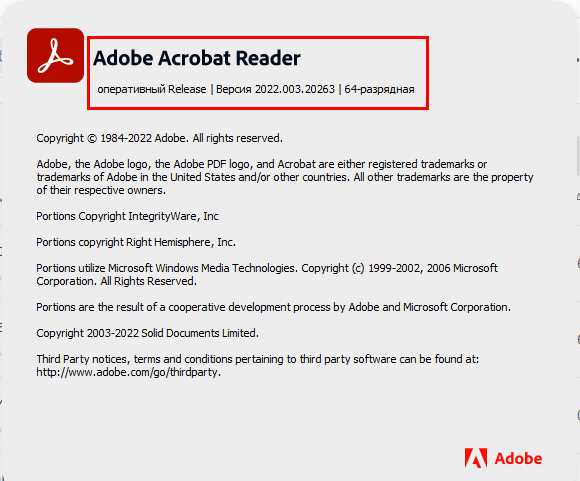 Adobe Acrobat Reader
оперативный Release | Версия 2022.003.20263 | 64-разрядная
Copyright © 1984-2022 Adobe. All rights reserved.
Adobe, the Adobe logo, the Adobe PDF logo, and Acrobat are either registered trademarks or
trademarks of Adobe in the United States and/or other countries. All other trademarks are the property
of their respective owners.
Portions Copyright IntegrityWare, Inc
Portions copyright Right Hemisphere, Inc.
Portions utilize Microsoft Windows Media Technologies. Copyright (c) 1999-2002, 2006 Microsoft
Corporation. All Rights Reserved.
Portions are the result of a cooperative development process by Adobe and Microsoft Corporation.
Copyright 2003-2022 Solid Documents Limited.
Third Party notices, terms and conditions pertaining to third party software can be found at:
http://www.adobe.com/go/thirdparty.
Adobe